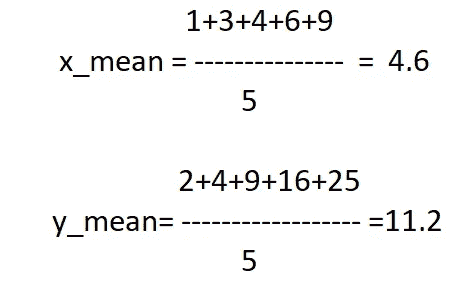 1+3+4+6+9
x_mean = --------------- = 4.6
5
2+4+9+16+25
y_mean= ------------------ =11.2
5